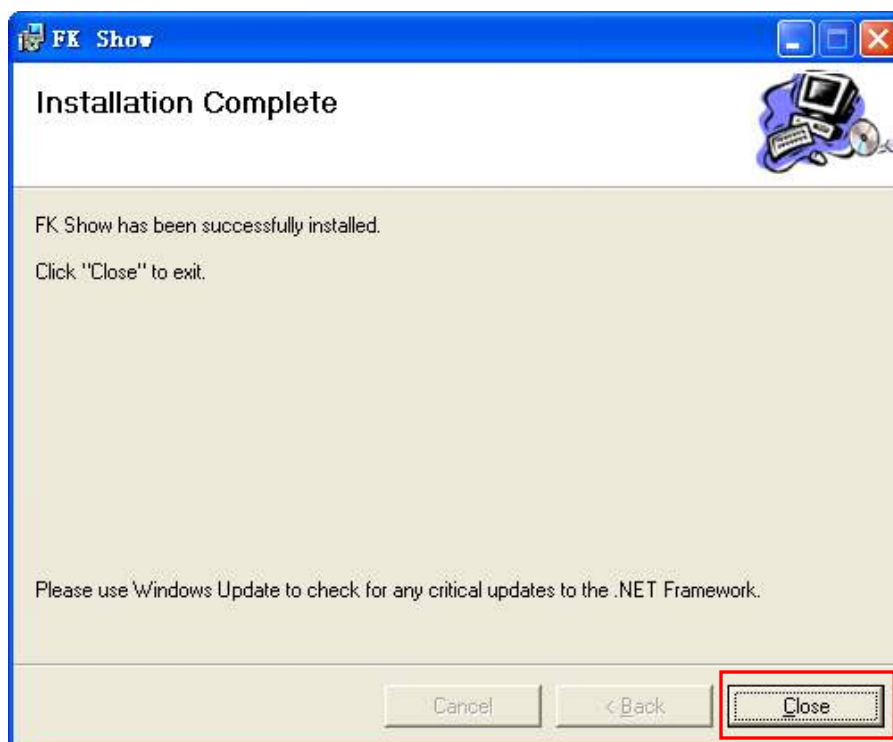 FK Show
Installation Complete
FK Show has been successfully installed.
Click "Close" to exit.
Please use Windows Update to check for any critical updates to the .NET Framework.
Cancel
< Back
Close